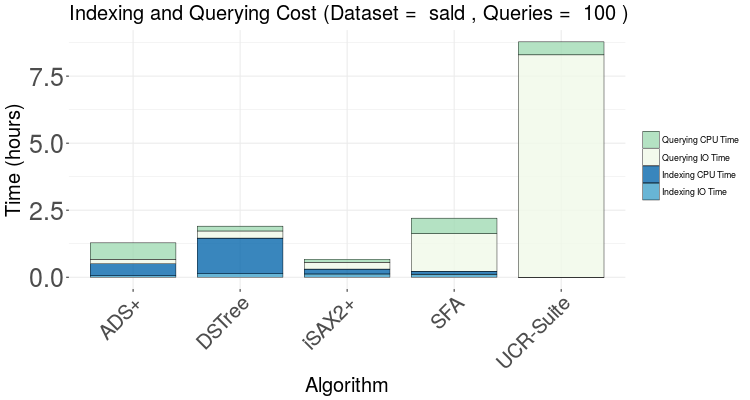 Indexing and Querying Cost (Dataset =  sald , Queries =  100 )
Time (hours)
7.5
5.0
2.5
0.0
ADS+
DSTree
iSAX2+
SFA
UCR-Suite
Algorithm
Querying CPU Time
Querying IO Time
Indexing CPU Time
Indexing IO Time